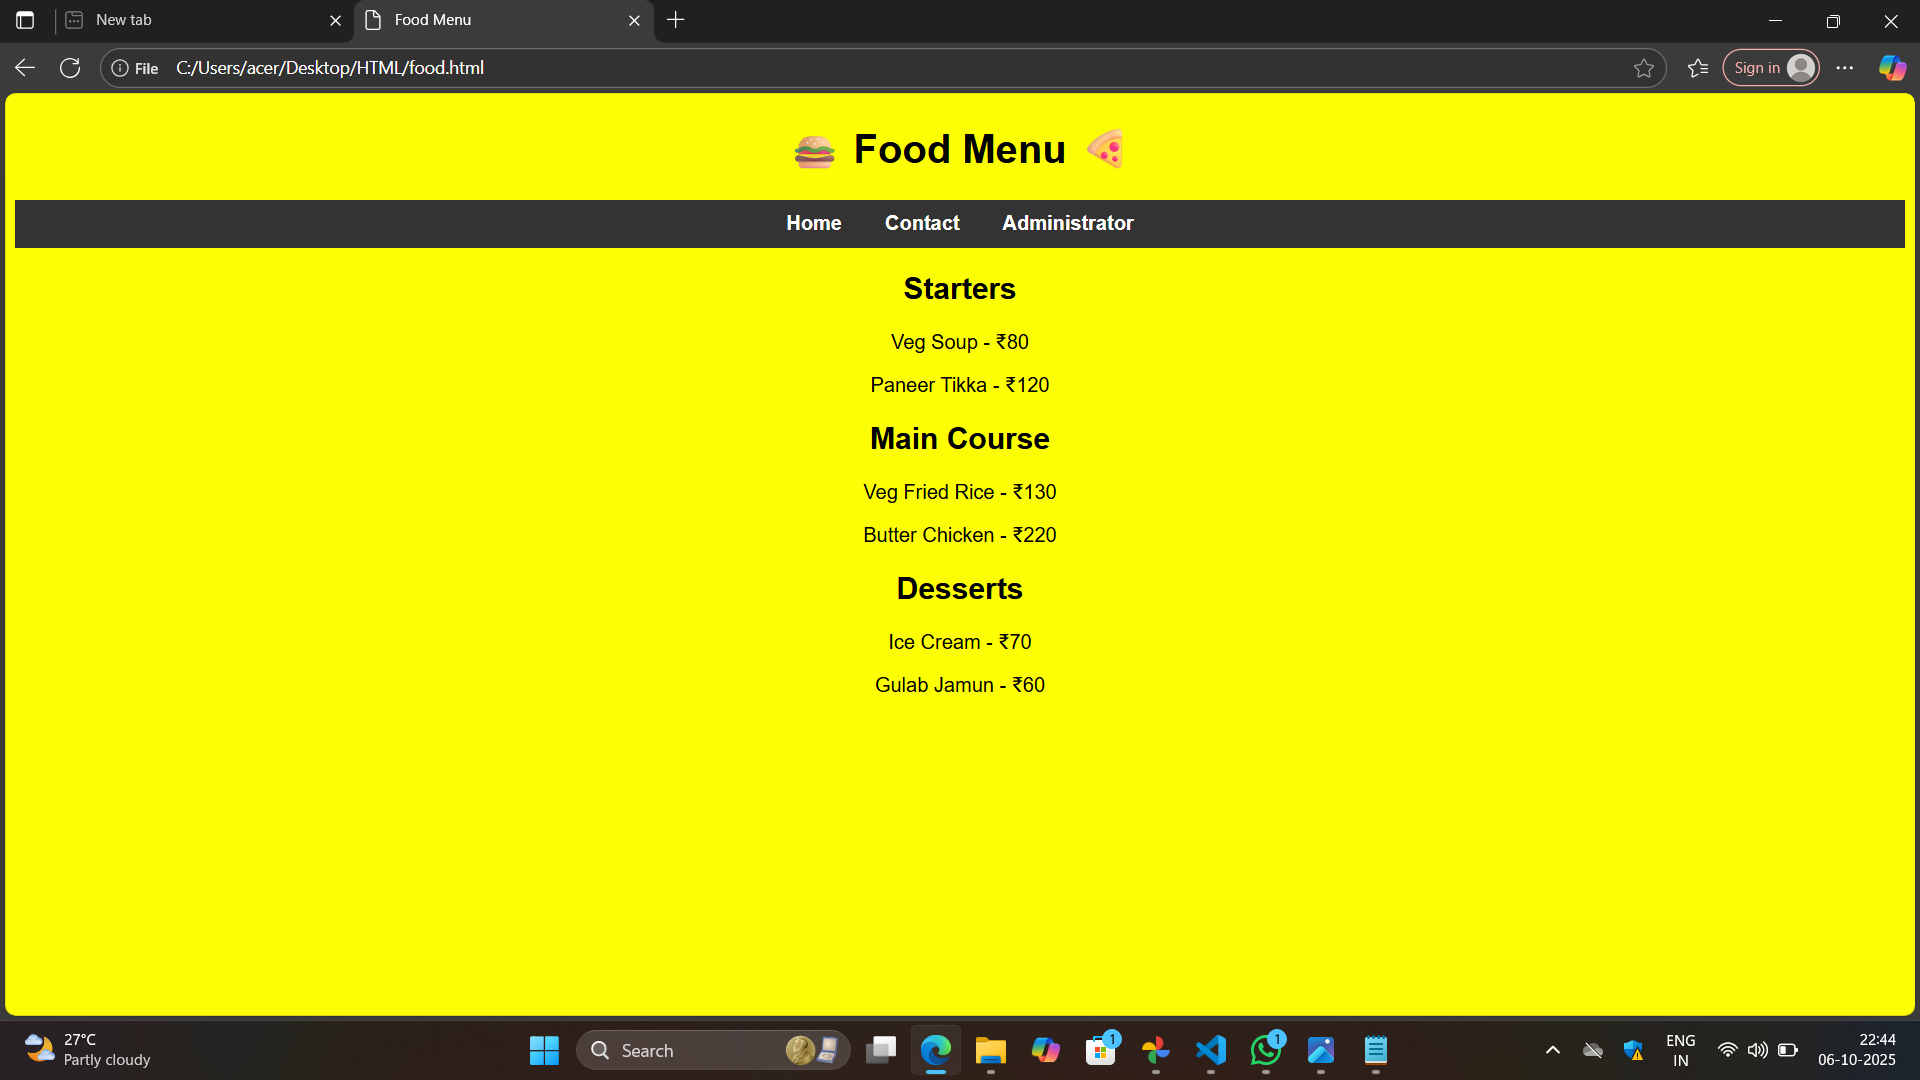 New tab
Food Menu
File
C:/Users/acer/Desktop/HTML/food.html
Sign in
🍔 Food Menu 🍕
Home Contact Administrator
Starters
Veg Soup - ₹80
Paneer Tikka - ₹120
Main Course
Veg Fried Rice - ₹130
Butter Chicken - ₹220
Desserts
Ice Cream - ₹70
Gulab Jamun - ₹60
27°C
Partly cloudy
Search
1
1
ENG
IN
22:44
06-10-2025